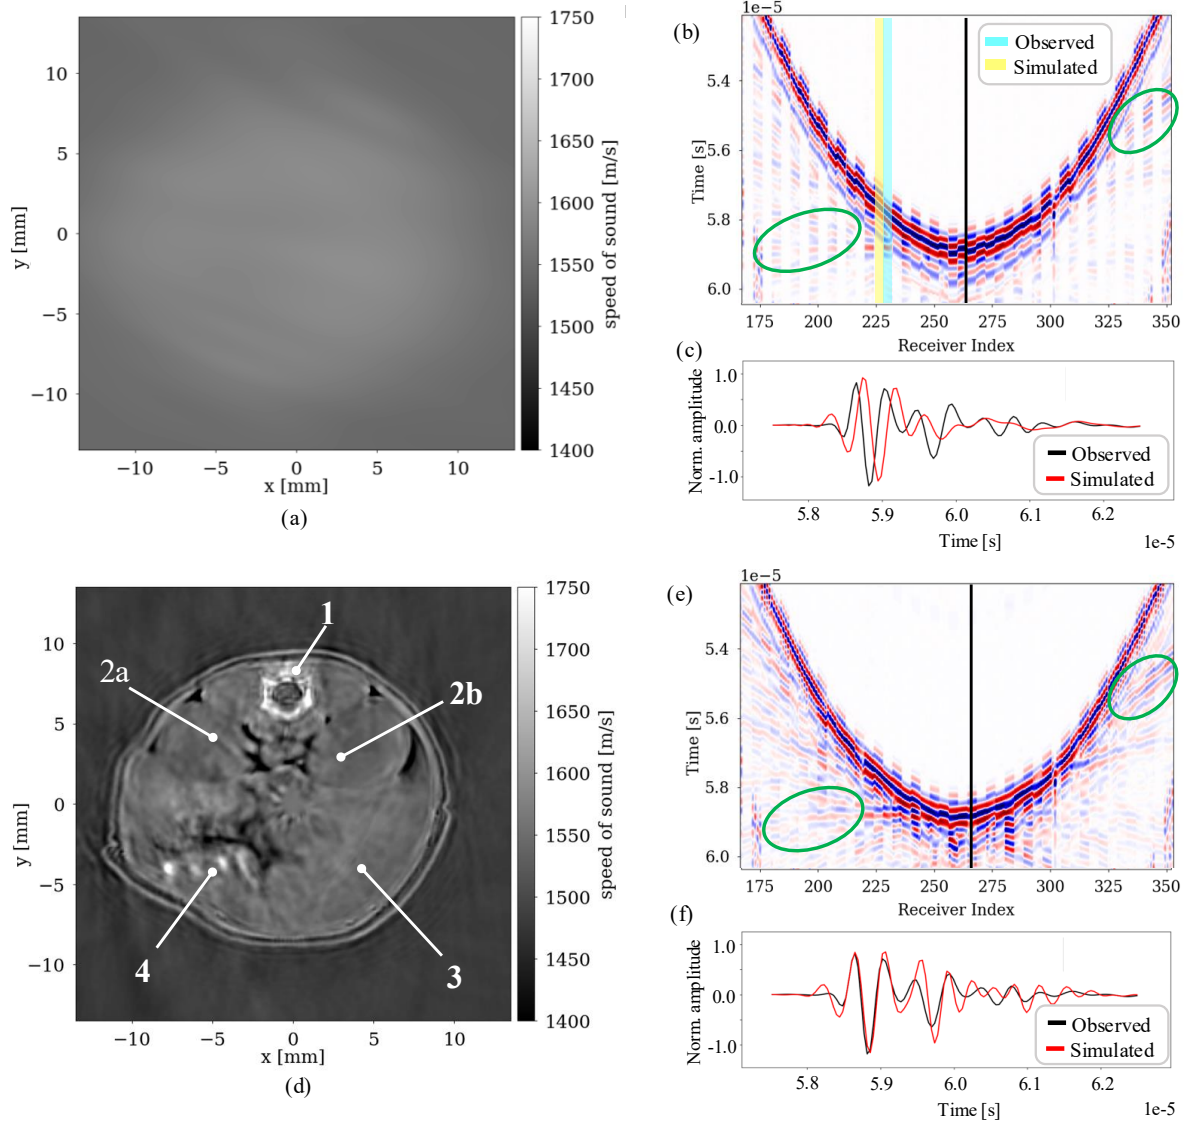 10
5
0
−5
−10
y [mm]
−10
−5
0
5
10
x [mm]
(a)
1750
1700
1650
1600
1550
1500
1450
1400
speed of sound [m/s]
(b)
1e−5
5.4
5.6
5.8
6.0
Time [s]
Observed
Simulated
175
200
225
250
275
300
325
350
Receiver Index
(c)
1.0
0.0
-1.0
Norm. amplitude
Observed
Simulated
5.8
5.9
6.0
6.1
6.2
Time [s]
1e-5
10
5
0
−5
−10
y [mm]
1
2a
2b
4
3
−10
−5
0
5
10
x [mm]
(d)
1750
1700
1650
1600
1550
1500
1450
1400
speed of sound [m/s]
(e)
1e−5
5.4
5.6
5.8
6.0
Time [s]
175
200
225
250
275
300
325
350
Receiver Index
(f)
1.0
0.0
-1.0
Norm. amplitude
Observed
Simulated
5.8
5.9
6.0
6.1
6.2
Time [s]
1e-5